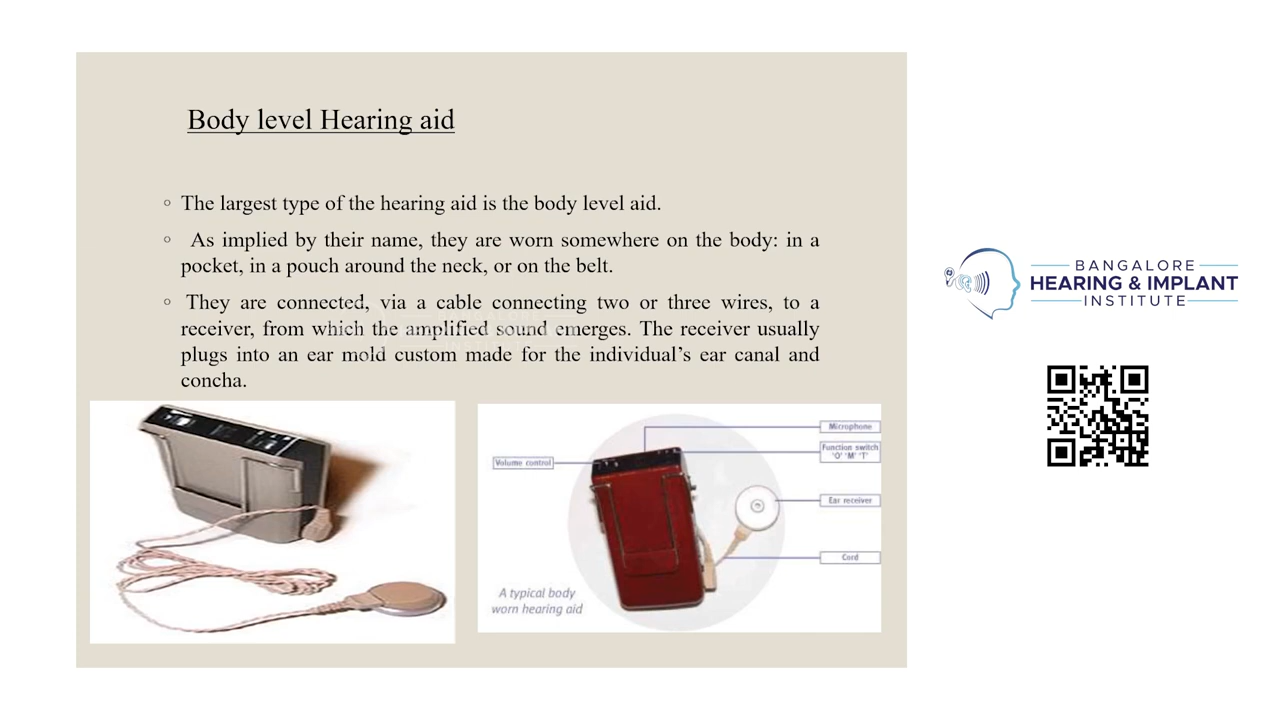 Body level Hearing aid
◦ The largest type of the hearing aid is the body level aid.
◦ As implied by their name, they are worn somewhere on the body: in a
pocket, in a pouch around the neck, or on the belt.
◦ They are connected, via a cable connecting two or three wires, to a
receiver, from which the amplified sound emerges. The receiver usually
plugs into an ear mold custom made for the individual’s ear canal and
concha.
Microphone
Function switch
'O' 'M' 'T'
Volume control
Ear receiver
Cord
A typical body
worn hearing aid
BANGALORE
HEARING & IMPLANT
INSTITUTE